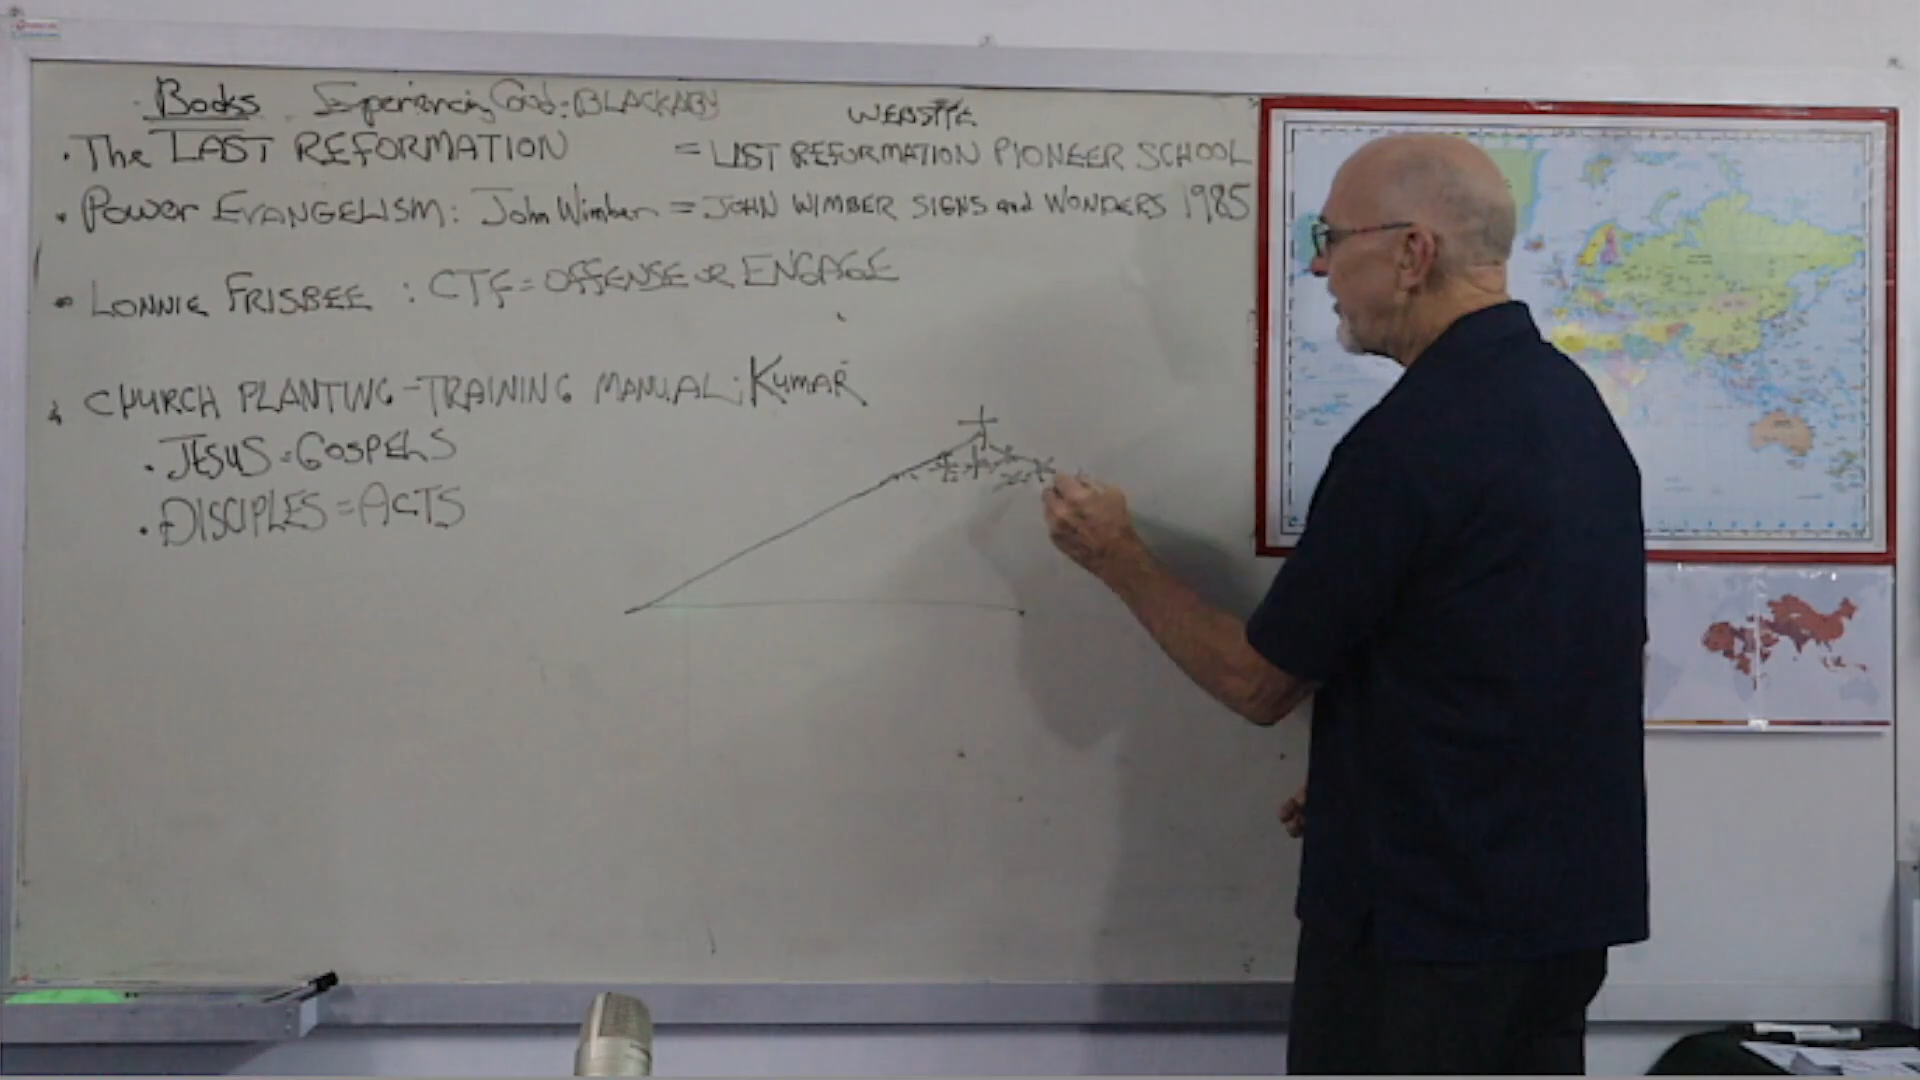 Books Experiencing God: BLACKABY
WEBSITE
• The LAST REFORMATION = LAST REFORMATION PIONEER SCHOOL
• POWER EVANGELISM: John Wimber = JOHN WIMBER SIGNS and WONDERS 1985
• LONNIE FRISBEE : CTF = OFFENSE or ENGAGE
• CHURCH PLANTING - TRAINING MANUAL: KUMAR
• JESUS = GOSPELS
• DISCIPLES = ACTS